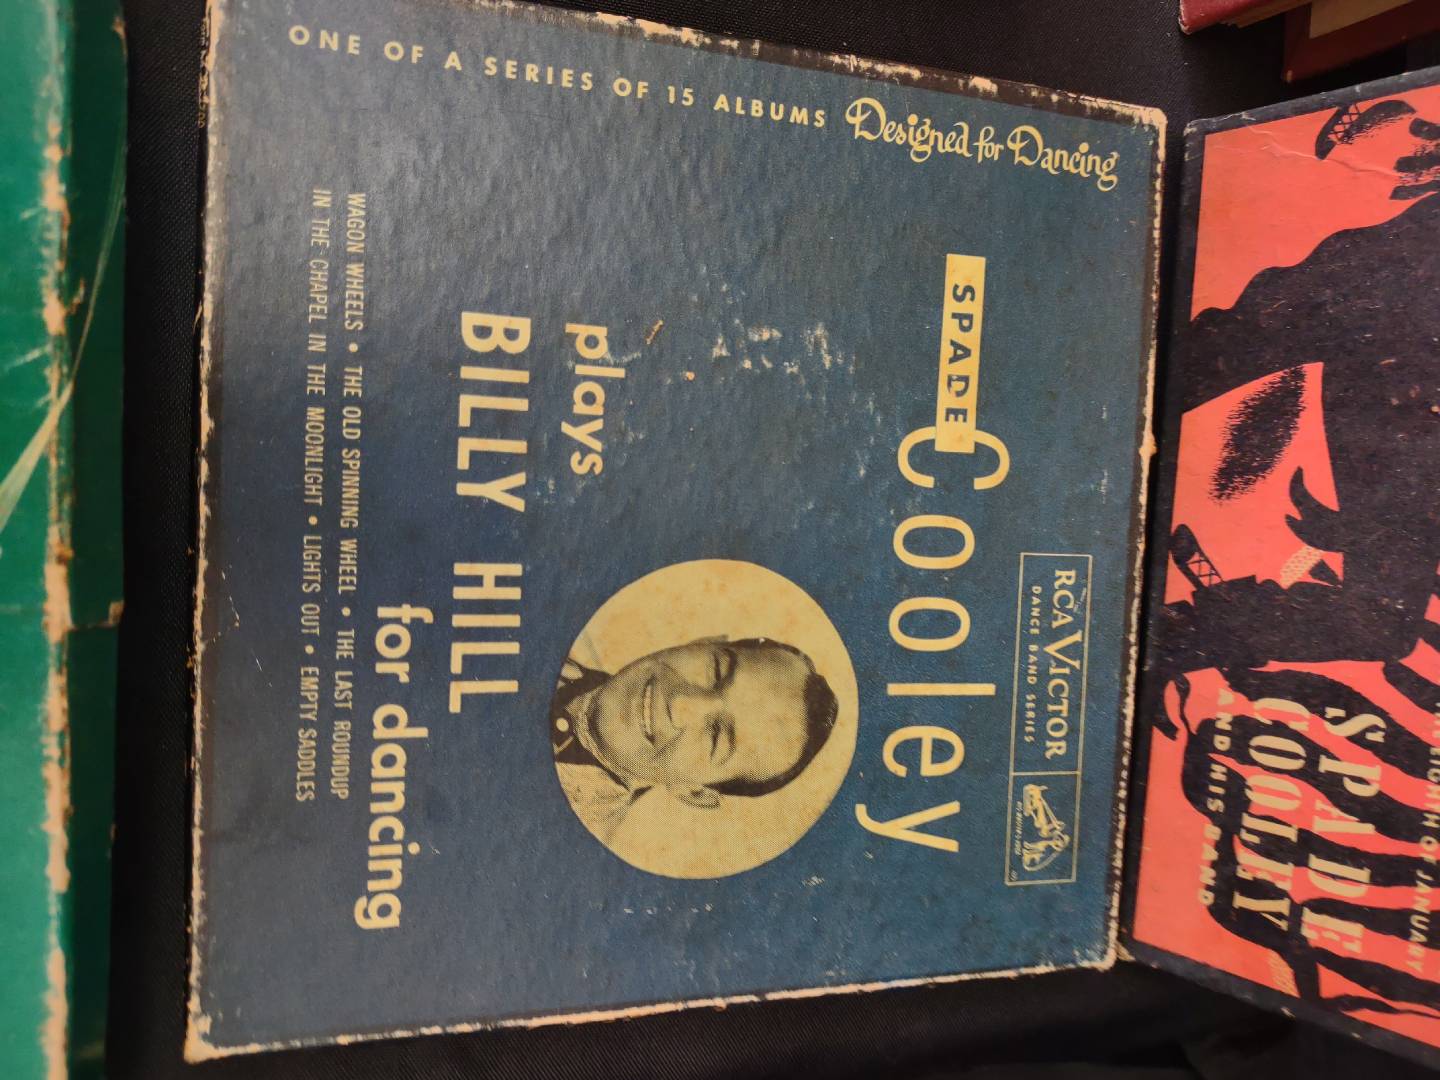 ONE OF A SERIES OF 15 ALBUMS Designed for Dancing
RCA VICTOR
DANCE BAND SERIES
SPADE
Cooley
plays
BILLY HILL
for dancing
WAGON WHEELS • THE OLD SPINNING WHEEL • THE LAST ROUNDUP
IN THE CHAPEL IN THE MOONLIGHT • LIGHTS OUT • EMPTY SADDLES
OF JANUARY
SPADE
COOLEY
AND HIS BAND